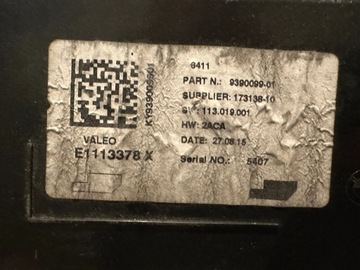 6411
PART N.: 9390099-01
SUPPLIER: 173138-10
SW: 113.019.001
HW: 2ACA
DATE: 27.08.15
Serial NO.: 5407
VALEO
E1113378 X